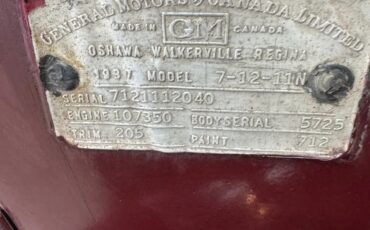 GENERAL MOTORS of CANADA, LIMITED
MADE IN GM CANADA
OSHAWA WALKERVILLE REGINA
1937 MODEL 7-12-11N
SERIAL 7121112040
ENGINE 107350 BODY SERIAL 5725
TRIM 205 PAINT 712